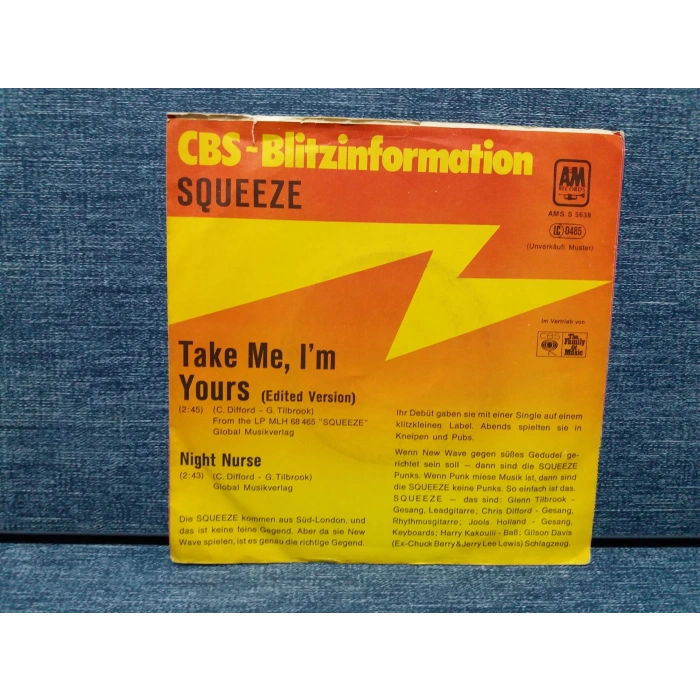 CBS-Blitzinformation
SQUEEZE
A&M
RECORDS
AMS S 5638
LC 0485
(Unverkäufl. Muster)
im Vertrieb von
CBS
The
Family
of
Music
Take Me, I'm
Yours (Edited Version)
(2:45) (C. Difford - G. Tilbrook)
From the LP MLH 68 465 "SQUEEZE"
Global Musikverlag
Night Nurse
(2:43) (C. Difford - G. Tilbrook)
Global Musikverlag
Die SQUEEZE kommen aus Süd-London, und
das ist keine feine Gegend. Aber da sie New
Wave spielen, ist es genau die richtige Gegend.
Ihr Debüt gaben sie mit einer Single auf einem
klitzkleinen Label. Abends spielten sie in
Kneipen und Pubs.
Wenn New Wave gegen süßes Gedudel ge-
richtet sein soll – dann sind die SQUEEZE
Punks. Wenn Punk miese Musik ist, dann sind
die SQUEEZE keine Punks. So einfach ist das.
SQUEEZE – das sind: Glenn Tilbrook -
Gesang, Leadgitarre; Chris Difford - Gesang,
Rhythmusgitarre; Jools Holland - Gesang,
Keyboards; Harry Kakoulli - Baß; Gilson Davis
(Ex-Chuck Berry & Jerry Lee Lewis) Schlagzeug.